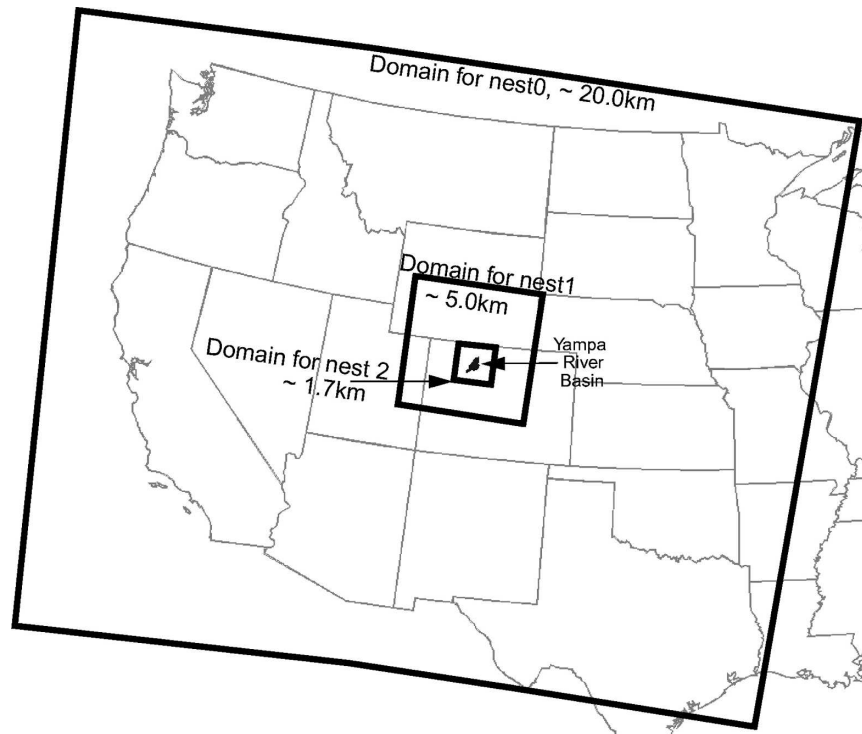 Domain for nest0, ~ 20.0km
Domain for nest1
~ 5.0km
Domain for nest 2
~ 1.7km
Yampa
River
Basin